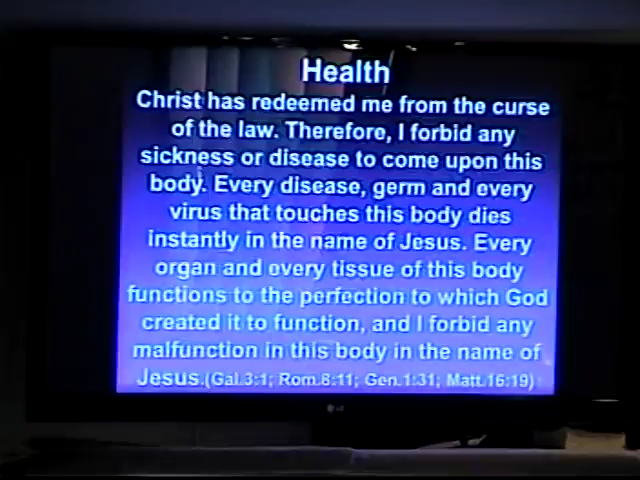 Health
Christ has redeemed me from the curse
of the law. Therefore, I forbid any
sickness or disease to come upon this
body. Every disease, germ and every
virus that touches this body dies
instantly in the name of Jesus. Every
organ and every tissue of this body
functions to the perfection to which God
created it to function, and I forbid any
malfunction in this body in the name of
Jesus.(Gal.3:1; Rom.8:11; Gen.1:31; Matt.16:19)
LG